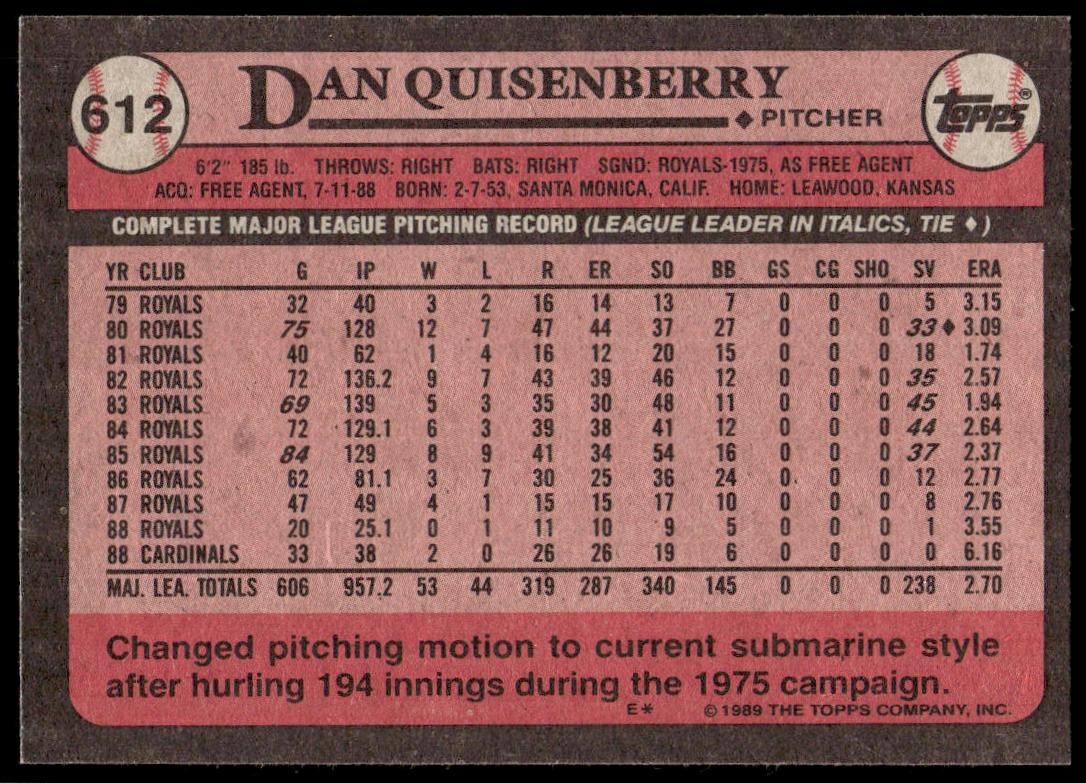 612
DAN QUISENBERRY
♦ PITCHER
TOPPS®
6'2" 185 lb. THROWS: RIGHT BATS: RIGHT SGND: ROYALS-1975, AS FREE AGENT
ACQ: FREE AGENT, 7-11-88 BORN: 2-7-53, SANTA MONICA, CALIF. HOME: LEAWOOD, KANSAS
COMPLETE MAJOR LEAGUE PITCHING RECORD (LEAGUE LEADER IN ITALICS, TIE ♦)
YR CLUB G IP W L R ER SO BB GS CG SHO SV ERA
79 ROYALS 32 40 3 2 16 14 13 7 0 0 0 5 3.15
80 ROYALS 75 128 12 7 47 44 37 27 0 0 0 33♦ 3.09
81 ROYALS 40 62 1 4 16 12 20 15 0 0 0 18 1.74
82 ROYALS 72 136.2 9 7 43 39 46 12 0 0 0 35 2.57
83 ROYALS 69 139 5 3 35 30 48 11 0 0 0 45 1.94
84 ROYALS 72 129.1 6 3 39 38 41 12 0 0 0 44 2.64
85 ROYALS 84 129 8 9 41 34 54 16 0 0 0 37 2.37
86 ROYALS 62 81.1 3 7 30 25 36 24 0 0 0 12 2.77
87 ROYALS 47 49 4 1 15 15 17 10 0 0 0 8 2.76
88 ROYALS 20 25.1 0 1 11 10 9 5 0 0 0 1 3.55
88 CARDINALS 33 38 2 0 26 26 19 6 0 0 0 0 6.16
MAJ. LEA. TOTALS 606 957.2 53 44 319 287 340 145 0 0 0 238 2.70
Changed pitching motion to current submarine style
after hurling 194 innings during the 1975 campaign.
E* © 1989 THE TOPPS COMPANY, INC.